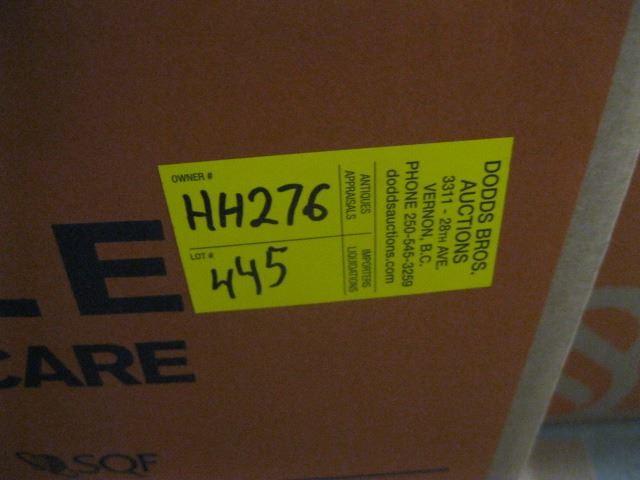 OWNER #
HH276
LOT #
445
ANTIQUES
APPRAISALS
IMPORTERS
LIQUIDATIONS
DODDS BROS.
AUCTIONS
3311 - 28TH AVE.
VERNON, B.C.
PHONE 250-545-3259
doddsauctions.com
LE
CARE
SQF